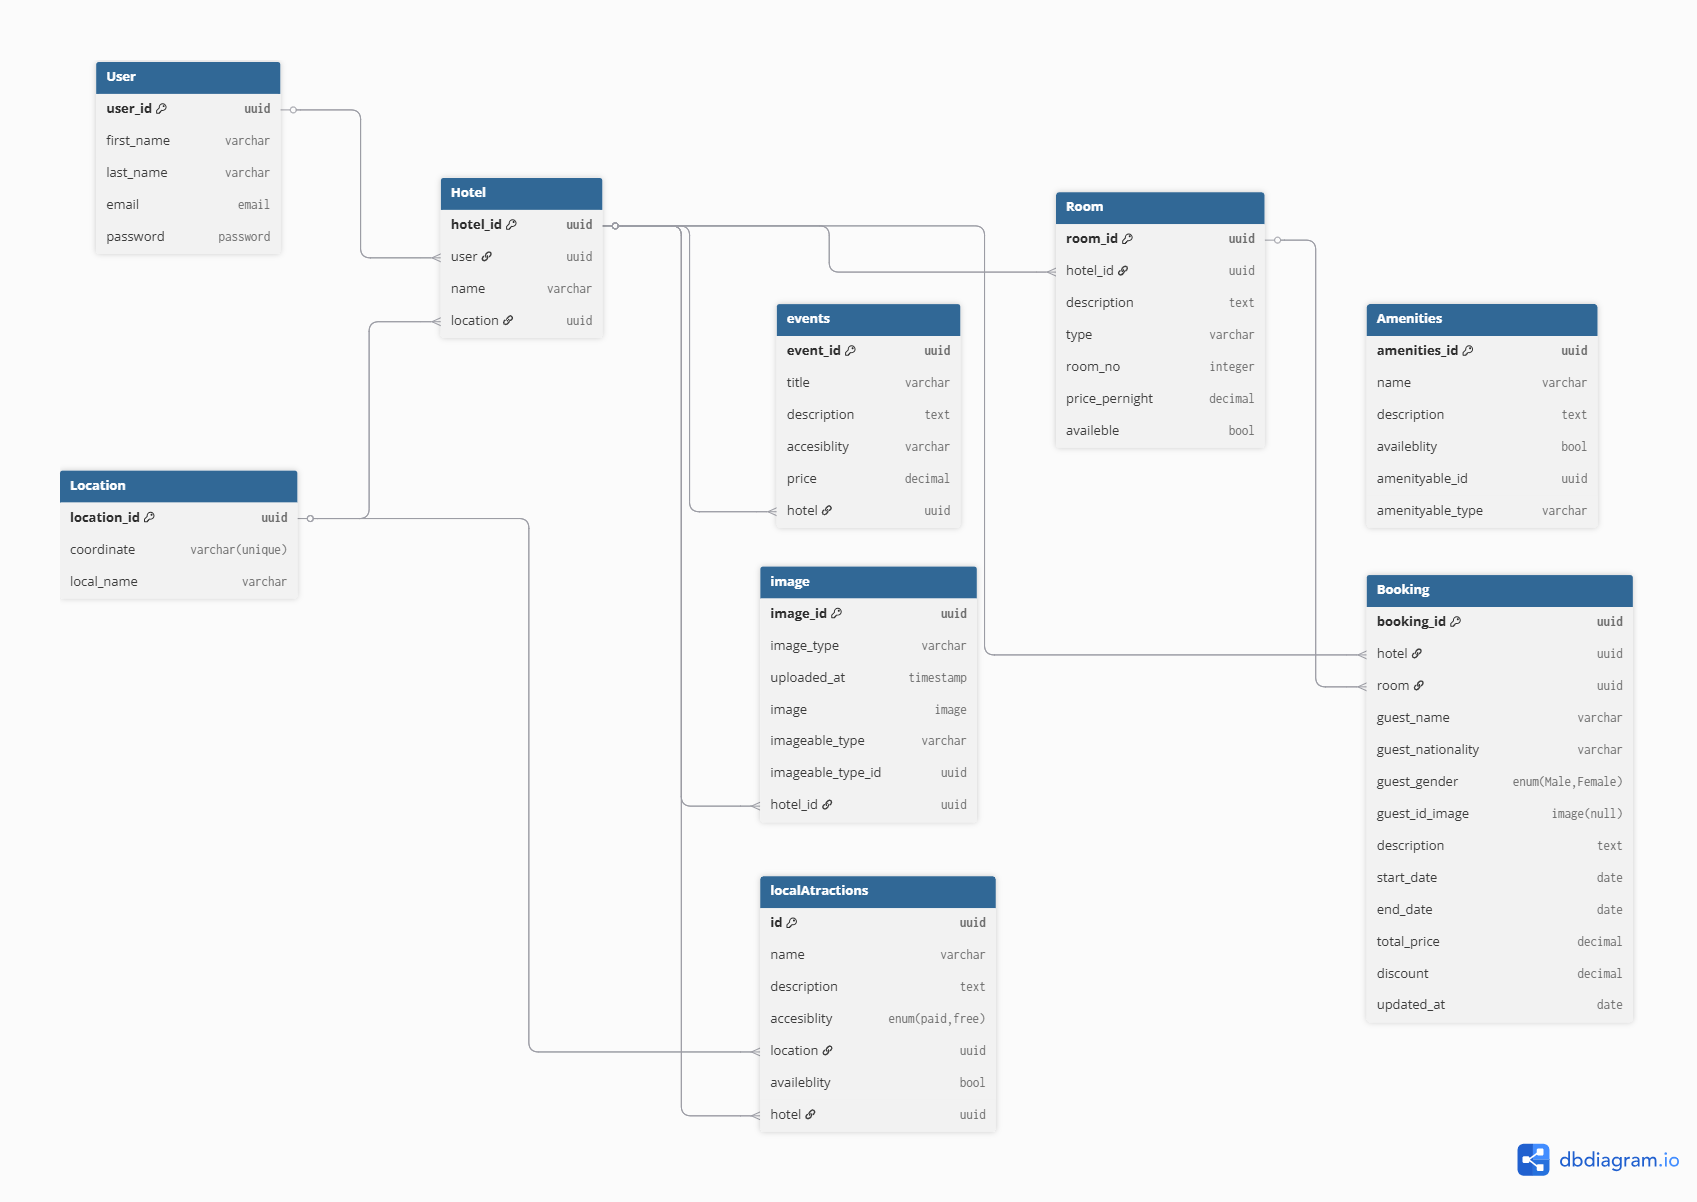 User
user_id uuid
first_name varchar
last_name varchar
email email
password password
Hotel
hotel_id uuid
user uuid
name varchar
location uuid
Room
room_id uuid
hotel_id uuid
description text
type varchar
room_no integer
price_pernight decimal
availeble bool
events
event_id uuid
title varchar
description text
accesiblity varchar
price decimal
hotel uuid
Amenities
amenities_id uuid
name varchar
description text
availeblity bool
amenityable_id uuid
amenityable_type varchar
Location
location_id uuid
coordinate varchar(unique)
local_name varchar
image
image_id uuid
image_type varchar
uploaded_at timestamp
image image
imageable_type varchar
imageable_type_id uuid
hotel_id uuid
Booking
booking_id uuid
hotel uuid
room uuid
guest_name varchar
guest_nationality varchar
guest_gender enum(Male,Female)
guest_id_image image(null)
description text
start_date date
end_date date
total_price decimal
discount decimal
updated_at date
localAtractions
id uuid
name varchar
description text
accesiblity enum(paid,free)
location uuid
availeblity bool
hotel uuid
dbdiagram.io